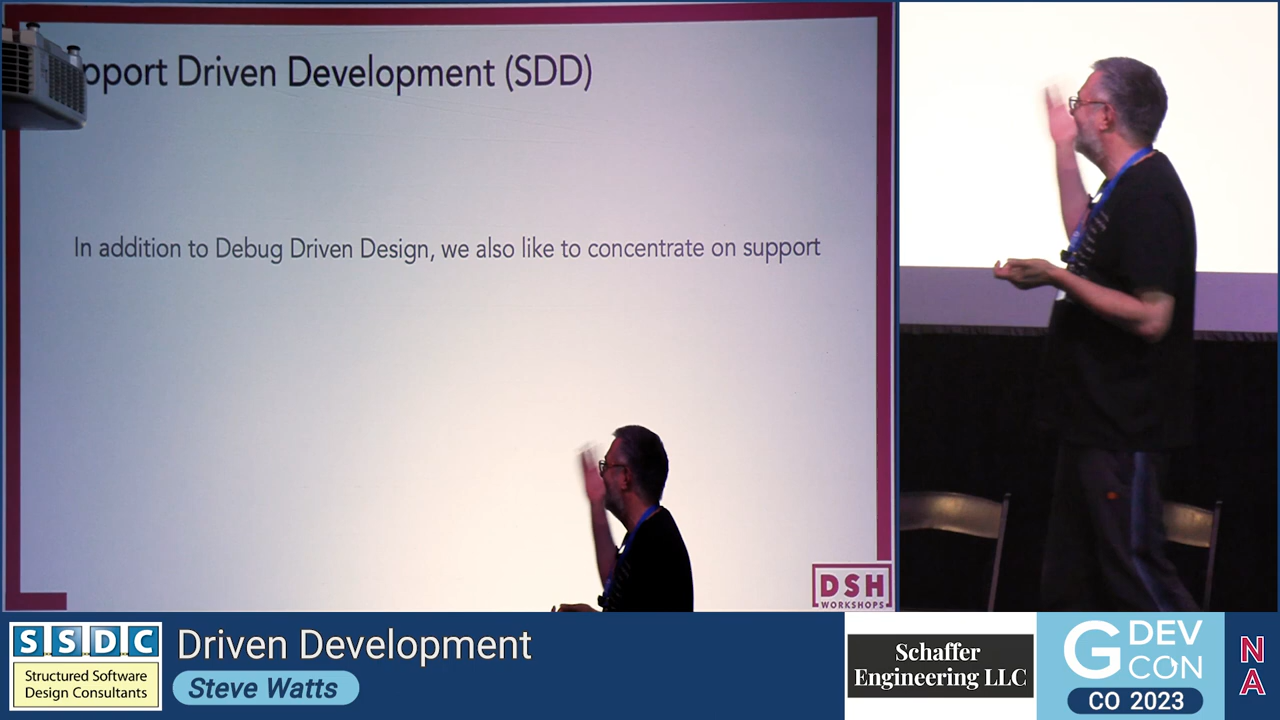 pport Driven Development (SDD)
In addition to Debug Driven Design, we also like to concentrate on support
DSH
WORKSHOPS
SSDC
Structured Software
Design Consultants
Driven Development
Steve Watts
Schaffer
Engineering LLC
G DEV
CON
CO 2023
NA